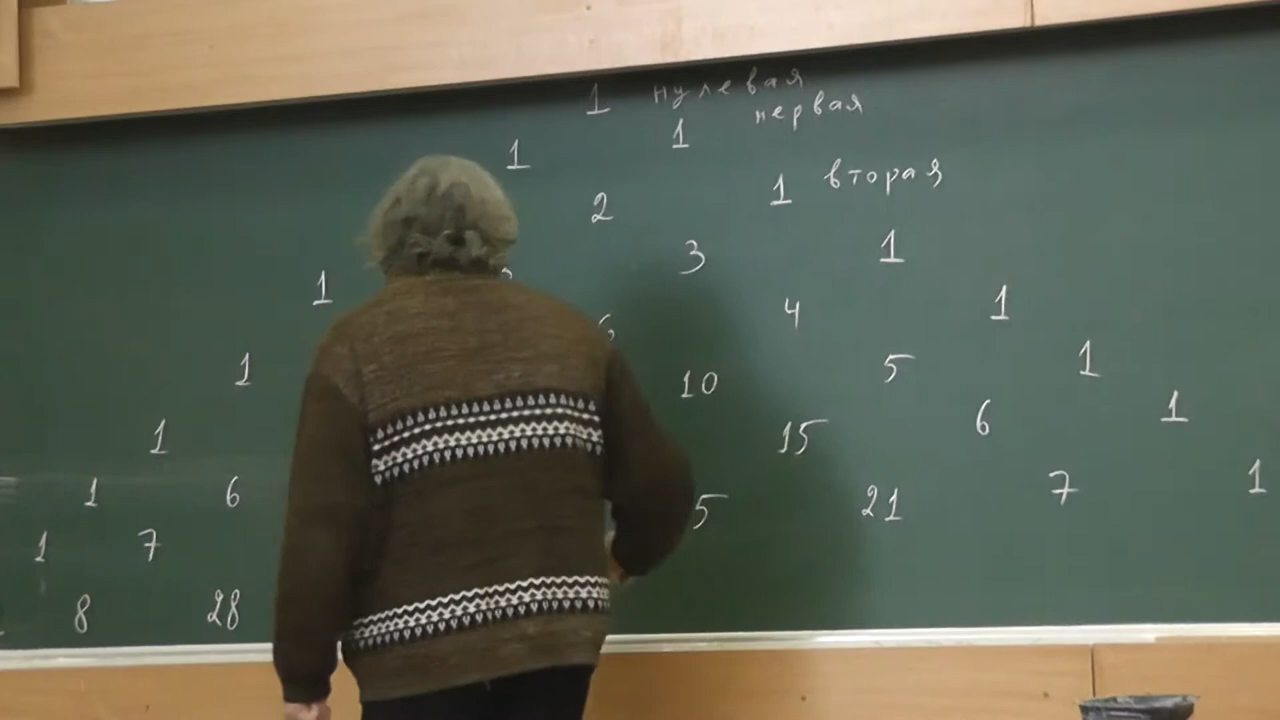 1 нулевая
1 1 первая
2 1 вторая
3 1
1 4 1
1 10 5 1
1 15 6 1
1 6 5 21 7 1
1 7
8 28